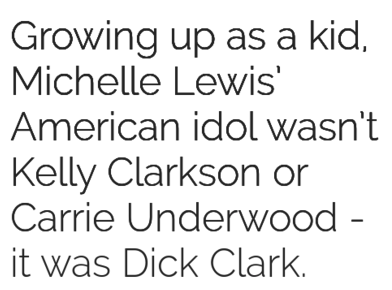 Growing up as a kid,
Michelle Lewis'
American idol wasn't
Kelly Clarkson or
Carrie Underwood -
it was Dick Clark.